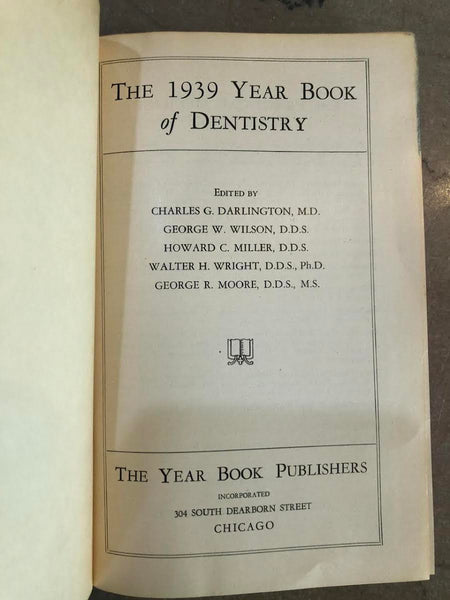 THE 1939 YEAR BOOK
of DENTISTRY
EDITED BY
CHARLES G. DARLINGTON, M.D.
GEORGE W. WILSON, D.D.S.
HOWARD C. MILLER, D.D.S.
WALTER H. WRIGHT, D.D.S., Ph.D.
GEORGE R. MOORE, D.D.S., M.S.
THE YEAR BOOK PUBLISHERS
INCORPORATED
304 SOUTH DEARBORN STREET
CHICAGO